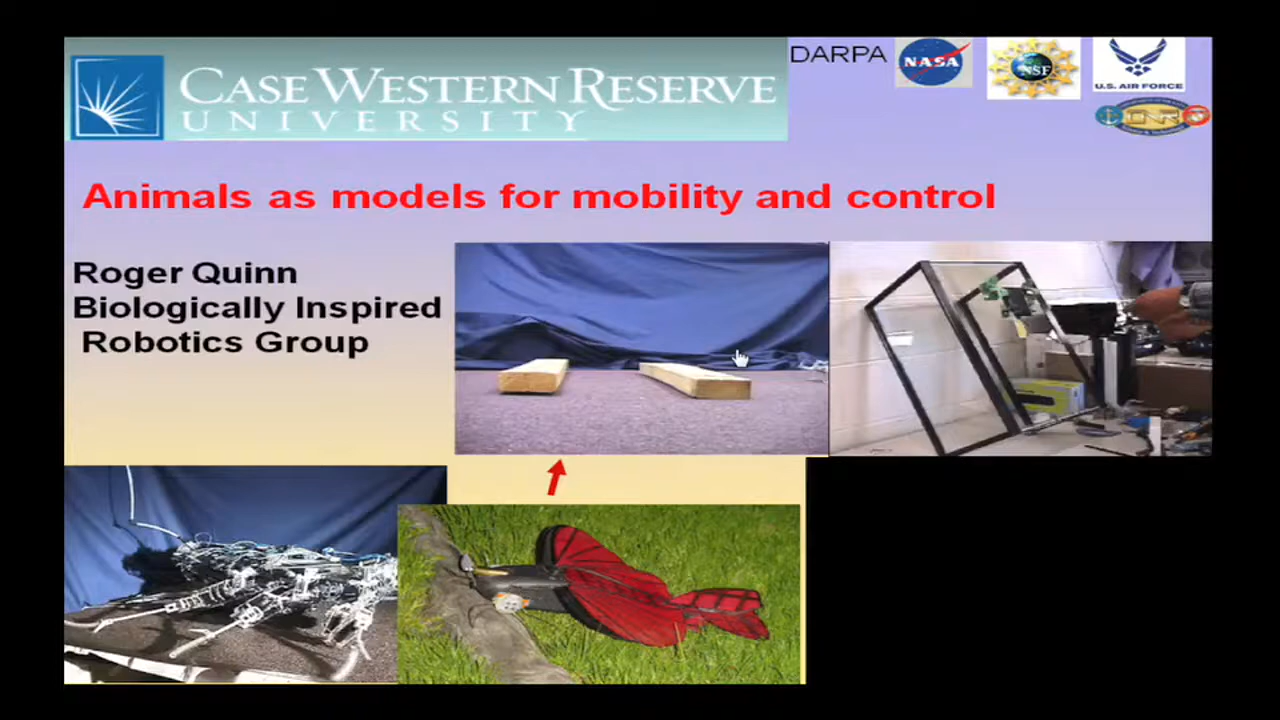 CASE WESTERN RESERVE
UNIVERSITY
DARPA
NASA
NSF
U.S. AIR FORCE
Animals as models for mobility and control
Roger Quinn
Biologically Inspired
Robotics Group